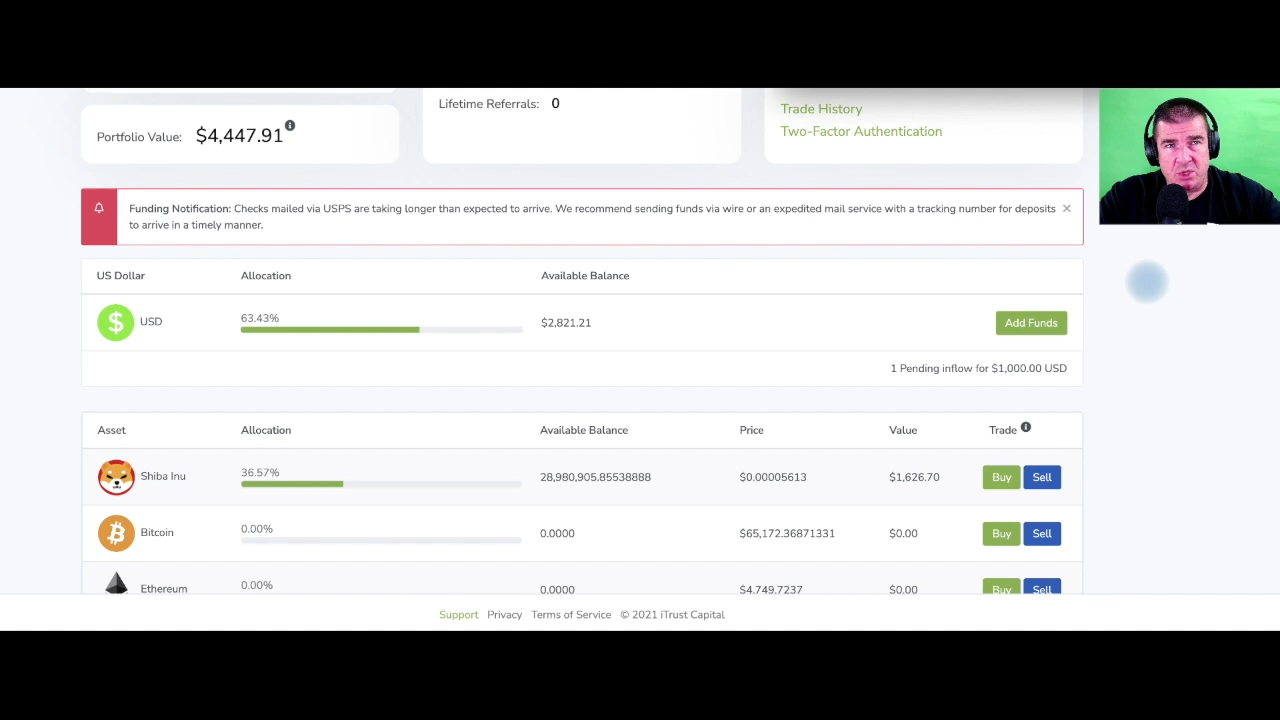 Lifetime Referrals: 0
Trade History
Portfolio Value: $4,447.91
Two-Factor Authentication
Funding Notification: Checks mailed via USPS are taking longer than expected to arrive. We recommend sending funds via wire or an expedited mail service with a tracking number for deposits
to arrive in a timely manner.
US Dollar Allocation Available Balance
USD 63.43% $2,821.21 Add Funds
1 Pending inflow for $1,000.00 USD
Asset Allocation Available Balance Price Value Trade
Shiba Inu 36.57% 28,980,905.85538888 $0.00005613 $1,626.70 Buy Sell
Bitcoin 0.00% 0.0000 $65,172.36871331 $0.00 Buy Sell
Ethereum 0.00% 0.0000 $4,749.7237 $0.00 Buy Sell
Support Privacy Terms of Service © 2021 iTrust Capital